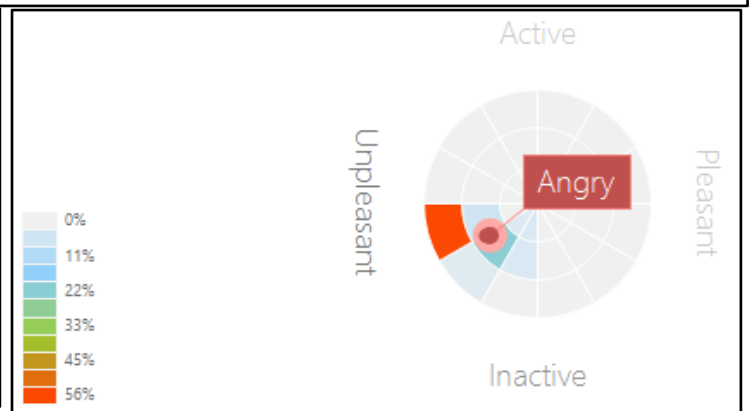 Active
Unpleasant
Angry
Pleasant
0%
11%
22%
33%
45%
56%
Inactive